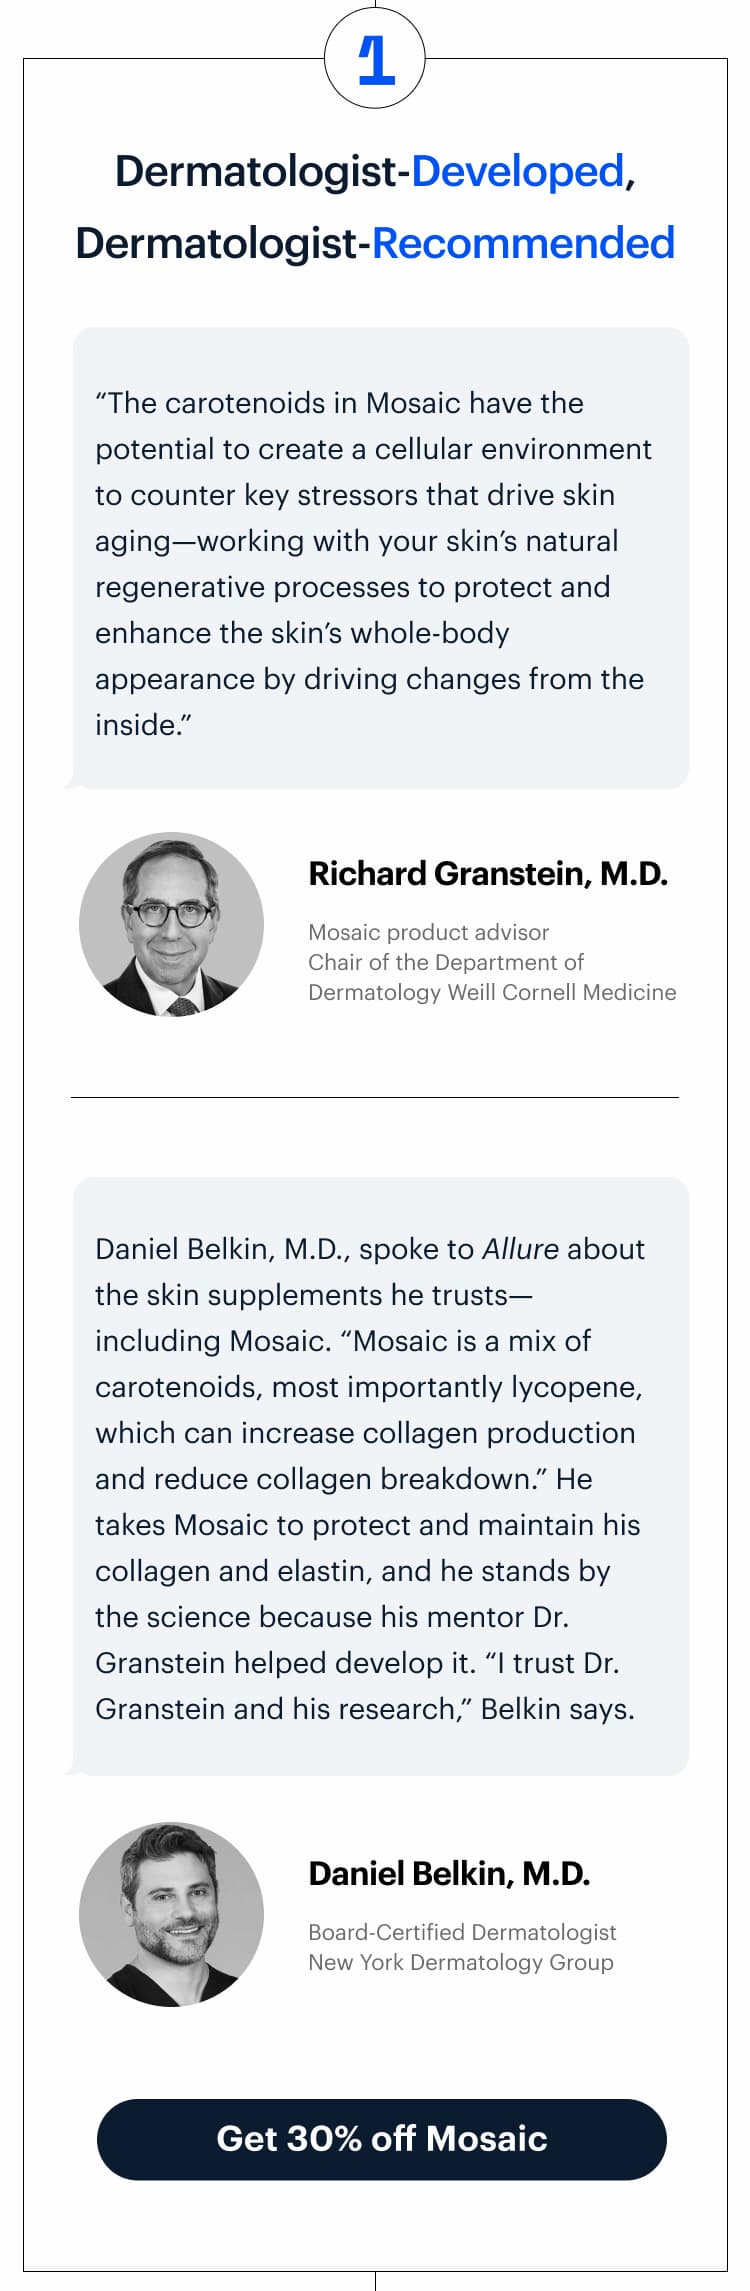 1
Dermatologist-Developed,
Dermatologist-Recommended
“The carotenoids in Mosaic have the
potential to create a cellular environment
to counter key stressors that drive skin
aging—working with your skin’s natural
regenerative processes to protect and
enhance the skin’s whole-body
appearance by driving changes from the
inside.”
Richard Granstein, M.D.
Mosaic product advisor
Chair of the Department of
Dermatology Weill Cornell Medicine
Daniel Belkin, M.D., spoke to Allure about
the skin supplements he trusts—
including Mosaic. “Mosaic is a mix of
carotenoids, most importantly lycopene,
which can increase collagen production
and reduce collagen breakdown.” He
takes Mosaic to protect and maintain his
collagen and elastin, and he stands by
the science because his mentor Dr.
Granstein helped develop it. “I trust Dr.
Granstein and his research,” Belkin says.
Daniel Belkin, M.D.
Board-Certified Dermatologist
New York Dermatology Group
Get 30% off Mosaic